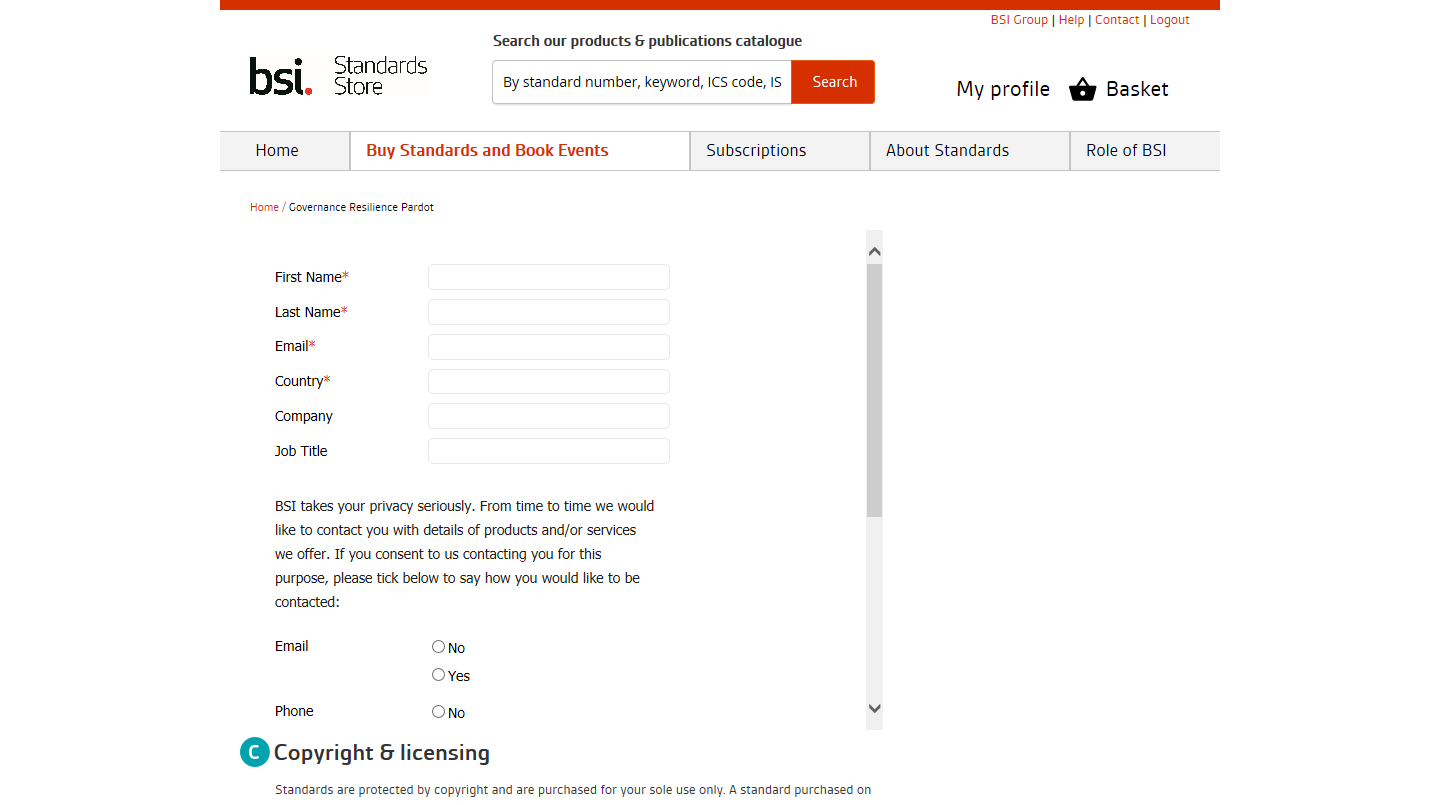 BSI Group | Help | Contact | Logout
Search our products & publications catalogue
bsi. Standards Store
By standard number, keyword, ICS code, IS
Search
My profile
Basket
Home
Buy Standards and Book Events
Subscriptions
About Standards
Role of BSI
Home / Governance Resilience Pardot
First Name*
Last Name*
Email*
Country*
Company
Job Title
BSI takes your privacy seriously. From time to time we would
like to contact you with details of products and/or services
we offer. If you consent to us contacting you for this
purpose, please tick below to say how you would like to be
contacted:
Email
No
Yes
Phone
No
C Copyright & licensing
Standards are protected by copyright and are purchased for your sole use only. A standard purchased on